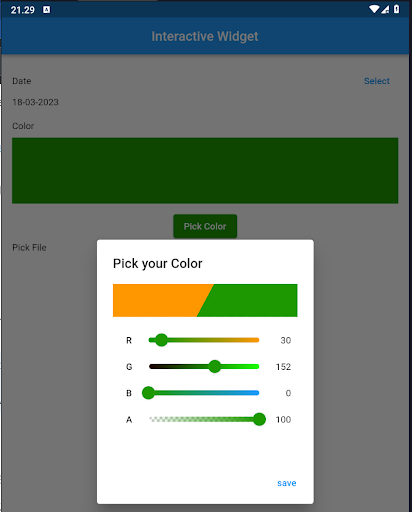 21.29 A
Interactive Widget
Date
Select
18-03-2023
Color
Pick Color
Pick File
Pick your Color
R 30
G 152
B 0
A 100
save